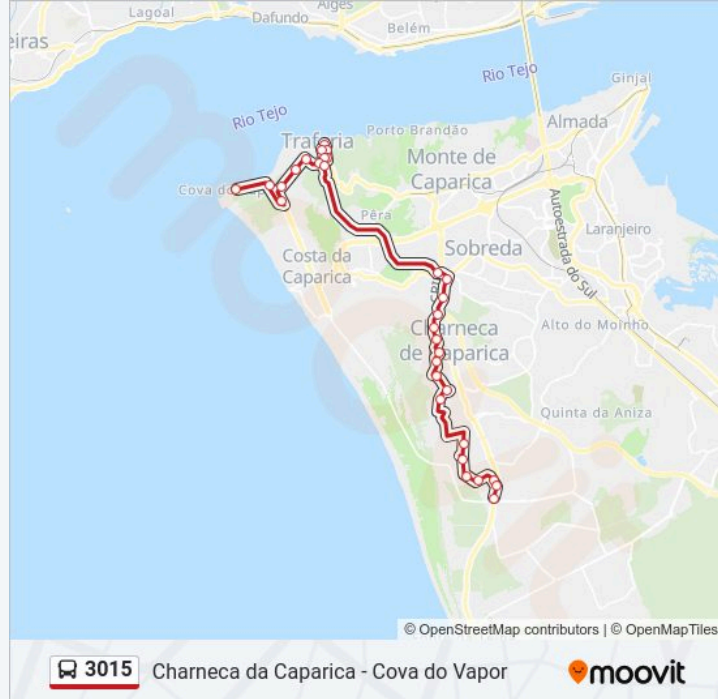 Lagoal
Algés
Dafundo
Belém
eiras
Rio Tejo
Ginjal
Rio Tejo
Trafaria
Porto Brandão
Almada
Monte de
Caparica
Cova do
Pêra
Laranjeiro
Autoestrada do Sul
Sobreda
Costa da
Caparica
Charneca
de Caparica
Alto do Moinho
Quinta da Aniza
© OpenStreetMap contributors | © OpenMapTiles
3015 Charneca da Caparica - Cova do Vapor
moovit